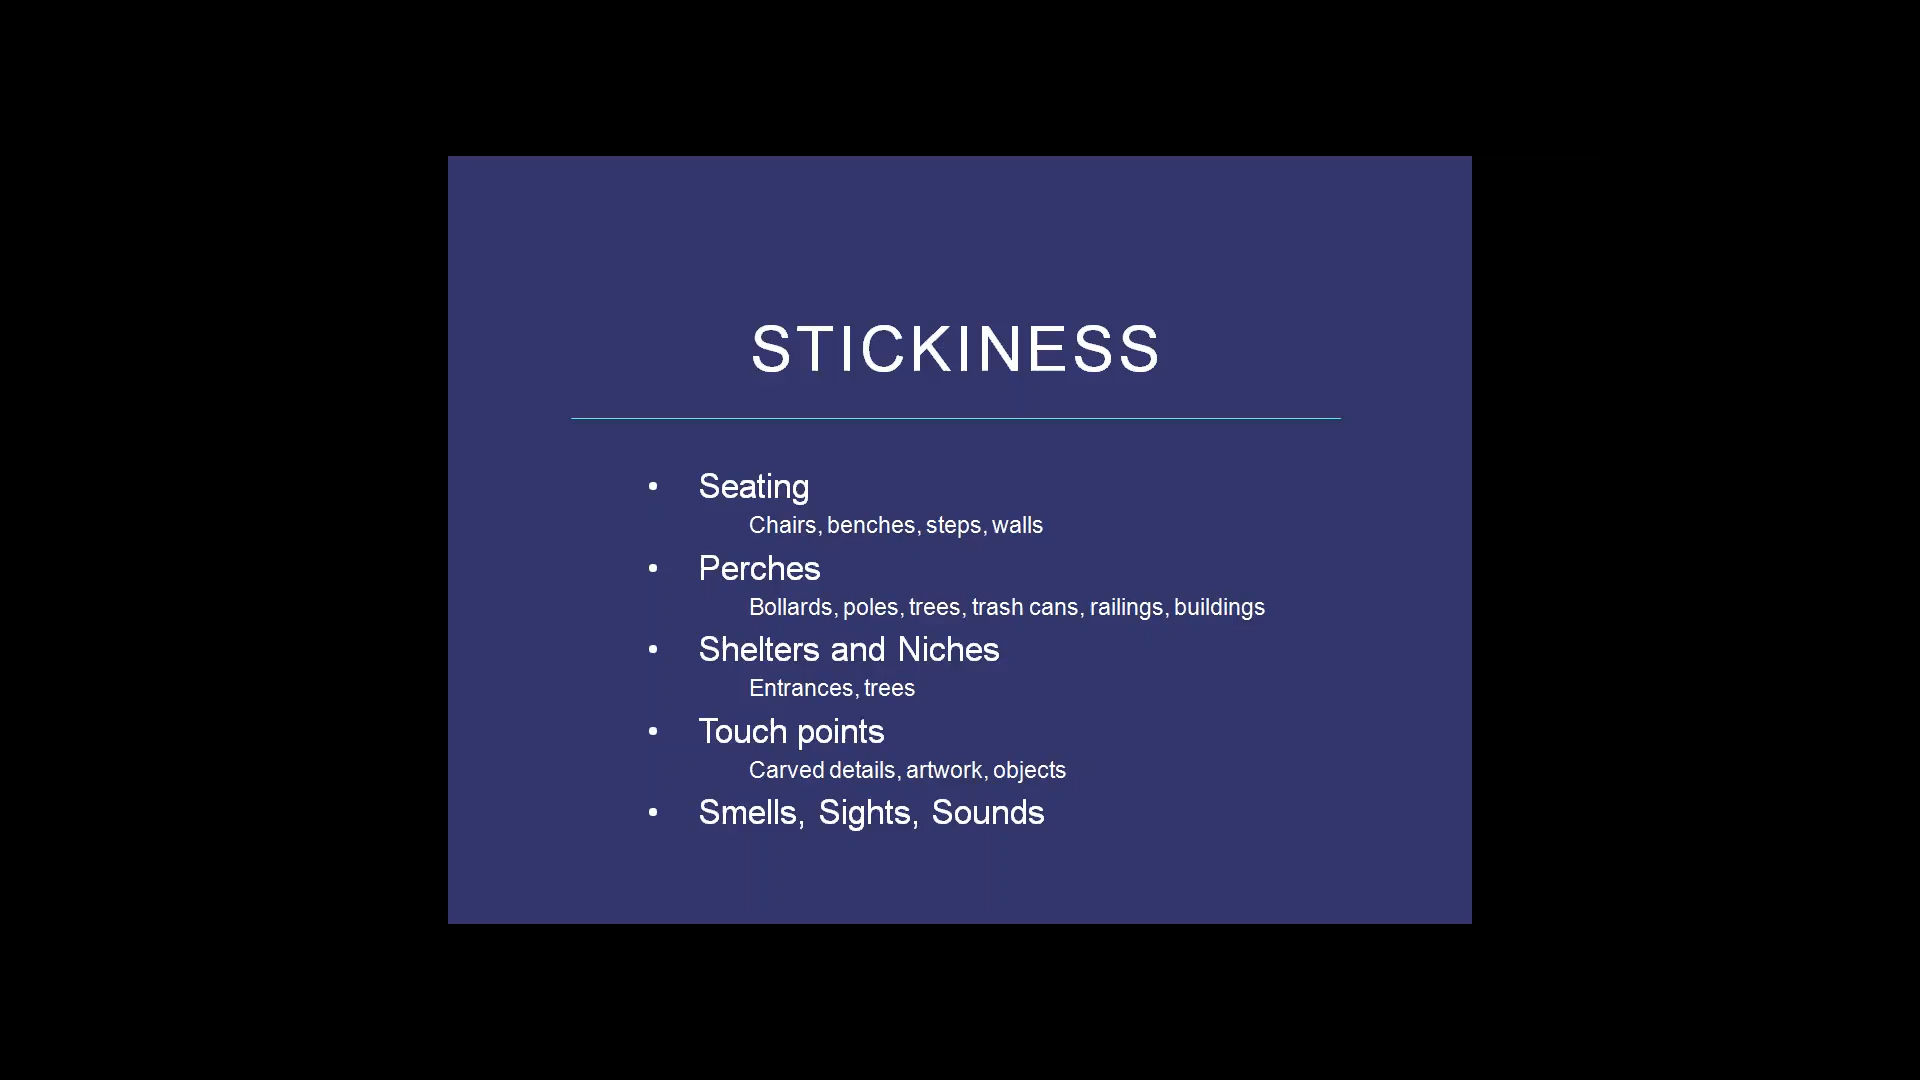 STICKINESS
• Seating
Chairs, benches, steps, walls
• Perches
Bollards, poles, trees, trash cans, railings, buildings
• Shelters and Niches
Entrances, trees
• Touch points
Carved details, artwork, objects
• Smells, Sights, Sounds